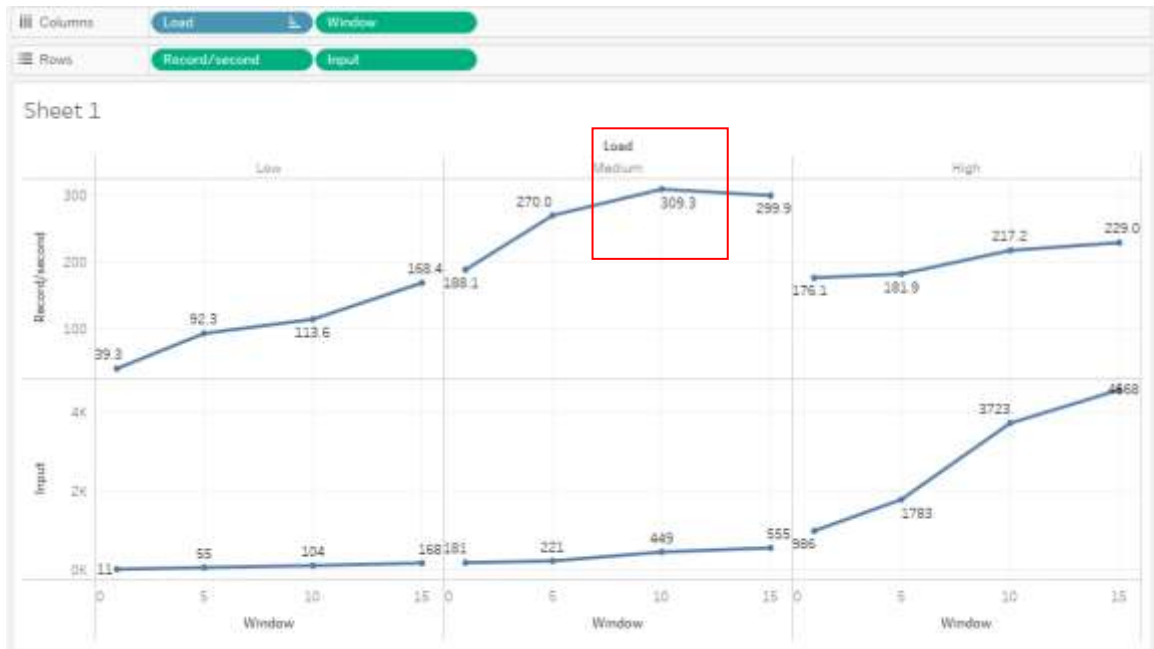 Columns Load Window
Rows Record/second Input
Sheet 1
Load
Low Medium High
Record/second
300
200
100
39.3 92.3 113.6 168.4
188.1 270.0 309.3 299.9
176.1 181.9 217.2 229.0
Input
4K
2K
0K
11 55 104 168
181 221 449 555
986 1783 3723 4568
0 5 10 15 0 5 10 15 0 5 10 15
Window Window Window